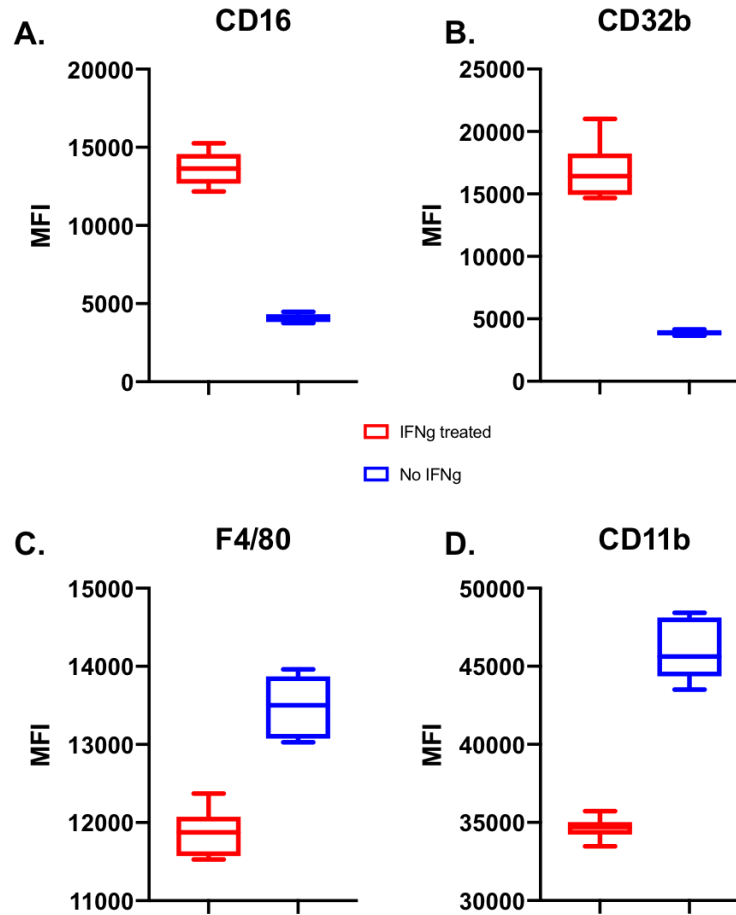 A.
CD16
20000
15000
10000
5000
0
MFI
B.
CD32b
25000
20000
15000
10000
5000
0
MFI
IFNg treated
No IFNg
C.
F4/80
15000
14000
13000
12000
11000
MFI
D.
CD11b
50000
45000
40000
35000
30000
MFI